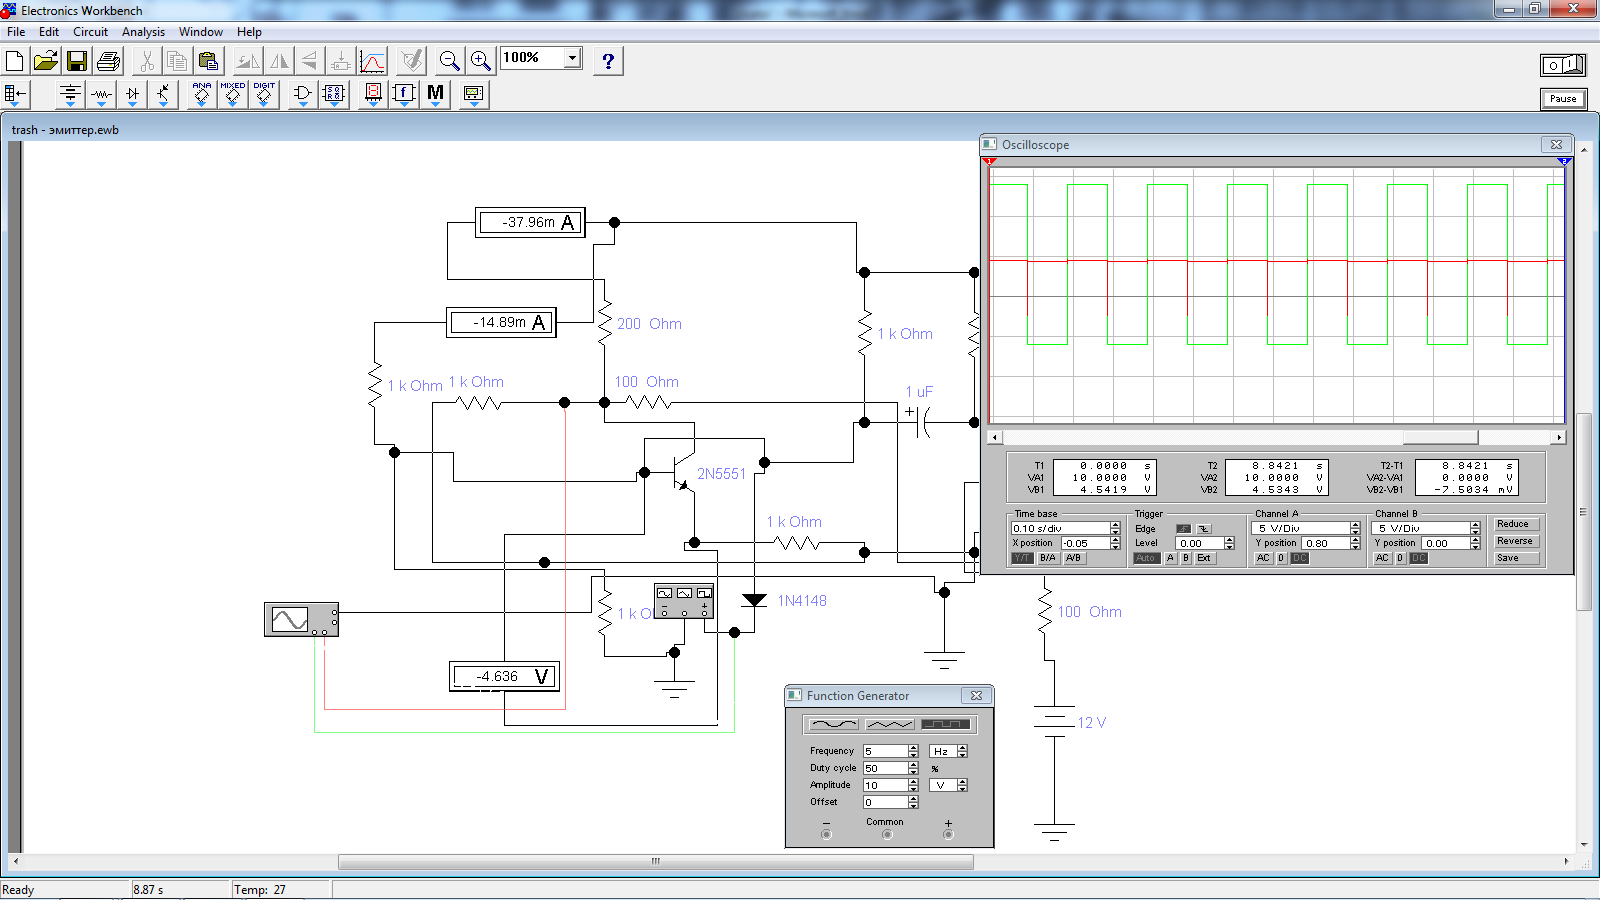 Electronics Workbench
File Edit Circuit Analysis Window Help
100%
?
ANA MIXED DIGIT
f M
O I
Pause
trash - эмиттер.ewb
Oscilloscope
1 2
-37.96m A
-14.89m A
200 Ohm
1 k Ohm
1 k Ohm
1 k Ohm
100 Ohm
1 uF
+
2N5551
1 k Ohm
1 k O
1N4148
-4.636 V
100 Ohm
12 V
T1 0.0000 s
VA1 10.0000 V
VB1 4.5419 V
T2 8.8421 s
VA2 10.0000 V
VB2 4.5343 V
T2-T1 8.8421 s
VA2-VA1 0.0000 V
VB2-VB1 -7.5034 mV
Time base
0.10 s/div
X position -0.05
Y/T B/A A/B
Trigger
Edge
Level 0.00
Auto A B Ext
Channel A
5 V/Div
Y position 0.80
AC 0 DC
Channel B
5 V/Div
Y position 0.00
AC 0 DC
Reduce
Reverse
Save
Function Generator
Frequency 5 Hz
Duty cycle 50 %
Amplitude 10 V
Offset 0
− Common +
Ready 8.87 s Temp: 27